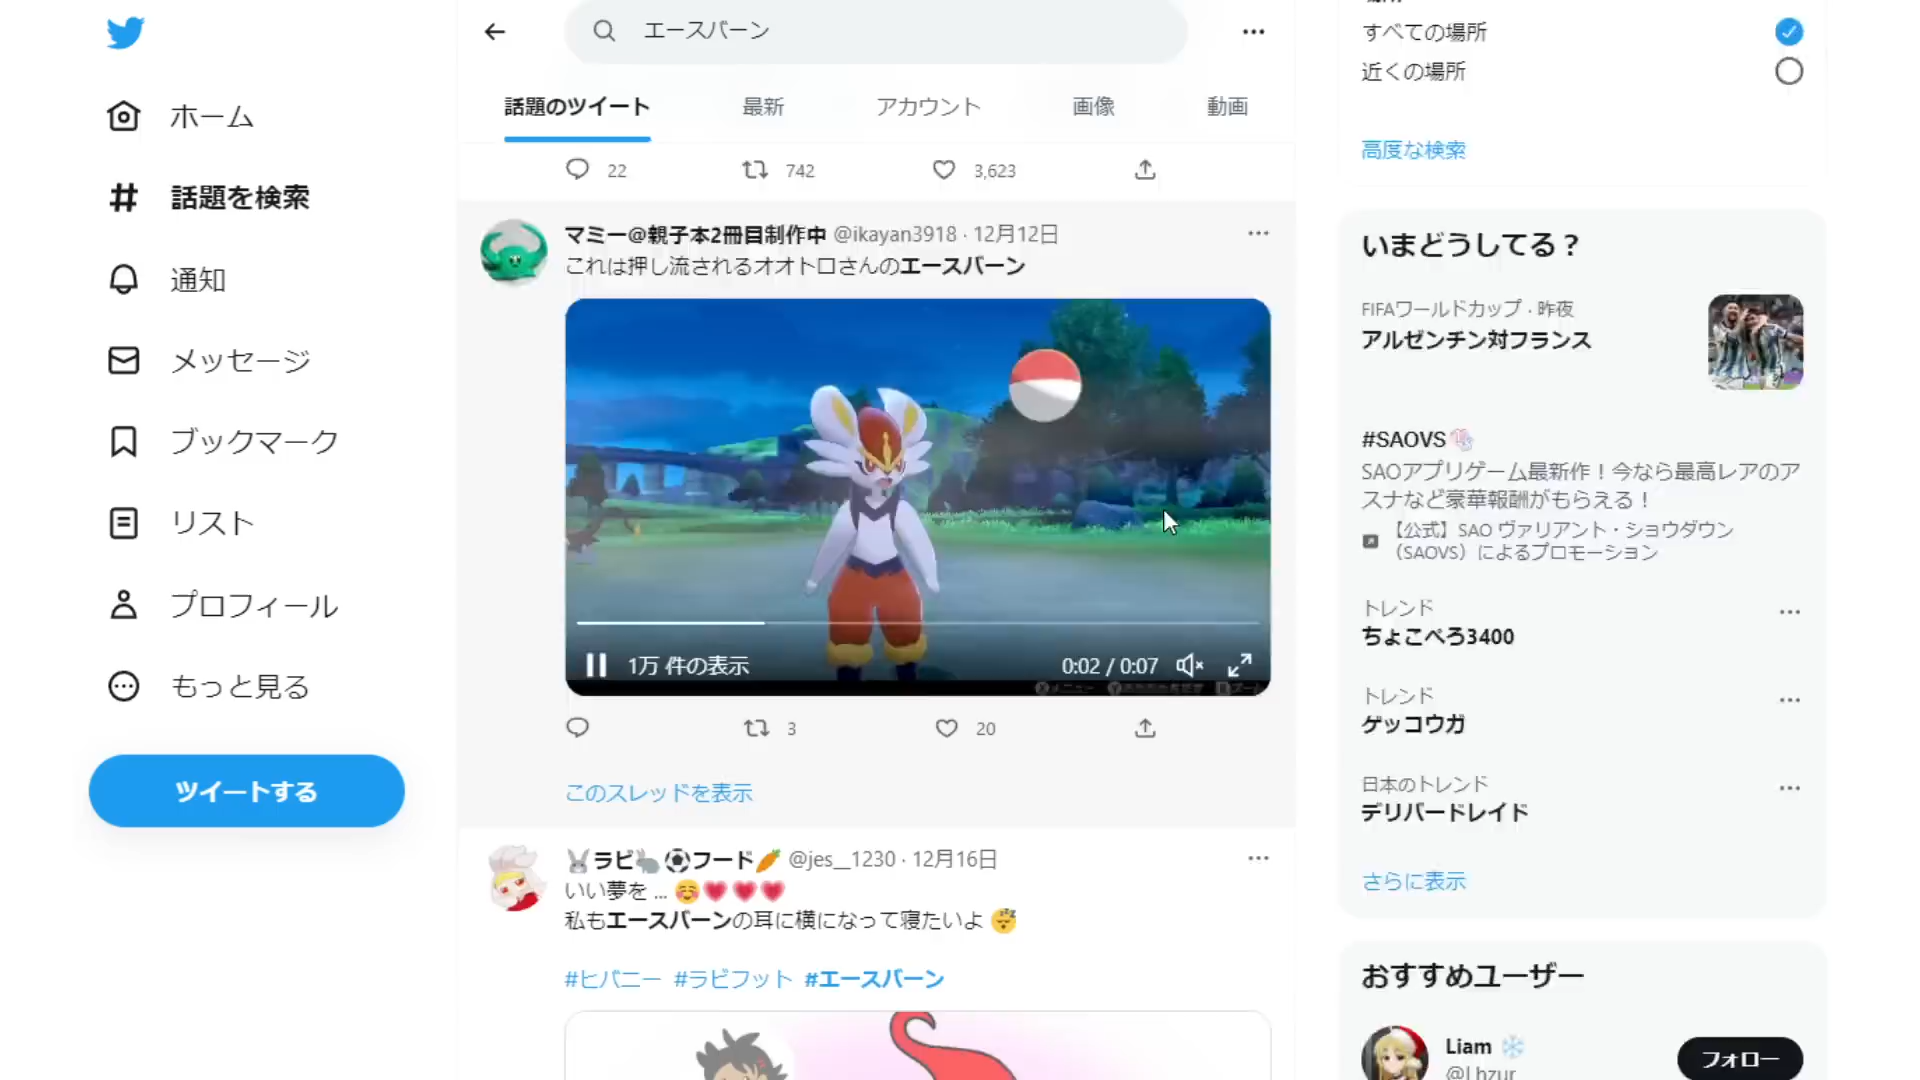 ホーム
話題を検索
通知
メッセージ
ブックマーク
リスト
プロフィール
もっと見る
ツイートする
エースバーン
話題のツイート 最新 アカウント 画像 動画
22 742 3,623
マミー@親子本2冊目制作中 @ikayan3918 · 12月12日
これは押し流されるオオトロさんのエースバーン
1万 件の表示 0:02 / 0:07
3 20
このスレッドを表示
ラビ フード @jes__1230 · 12月16日
いい夢を ... ☺️💗💗💗
私もエースバーンの耳に横になって寝たいよ 😴
#ヒバニー #ラビフット #エースバーン
すべての場所
近くの場所
高度な検索
いまどうしてる？
FIFAワールドカップ · 昨夜
アルゼンチン対フランス
#SAOVS
SAOアプリゲーム最新作！今なら最高レアのア
スナなど豪華報酬がもらえる！
【公式】SAO ヴァリアント・ショウダウン
（SAOVS）によるプロモーション
トレンド
ちょこぺろ3400
トレンド
ゲッコウガ
日本のトレンド
デリバードレイド
さらに表示
おすすめユーザー
Liam ❄️
フォロー